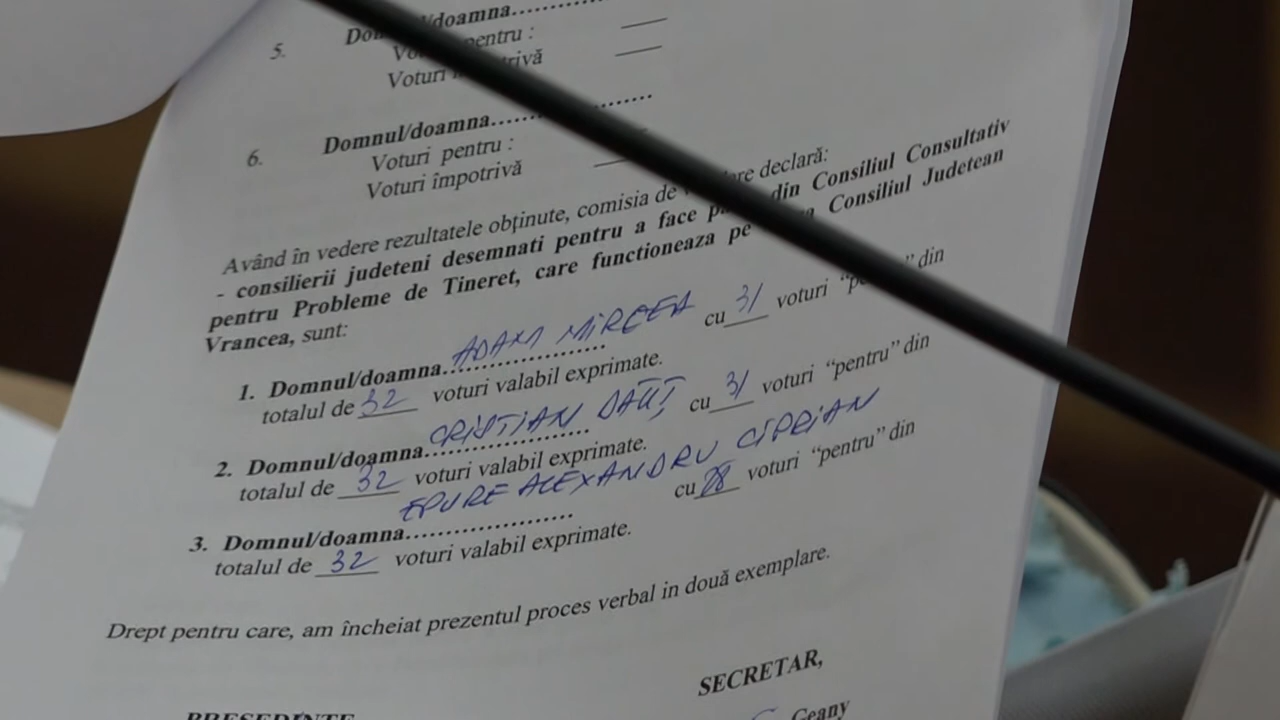 5. /doamna..........
pentru :
Voturi
6. Domnul/doamna..........
Voturi pentru :
Voturi împotrivă
Având în vedere rezultatele obținute, comisia de declară:
- consilierii judeteni desemnati pentru a face din Consiliul Consultativ
pentru Probleme de Tineret, care functioneaza pe Consiliul Judetean
Vrancea, sunt:
1. Domnul/doamna.. ADAM MIRCEA cu 31 voturi din
totalul de 32 voturi valabil exprimate.
2. Domnul/doamna.. CRISTIAN cu 31 voturi “pentru” din
totalul de 32 voturi valabil exprimate.
3. Domnul/doamna.. EPURE ALEXANDRU CIPRIAN cu 28 voturi “pentru” din
totalul de 32 voturi valabil exprimate.
Drept pentru care, am încheiat prezentul proces verbal in două exemplare.
SECRETAR,
PRESEDINTE
Geany